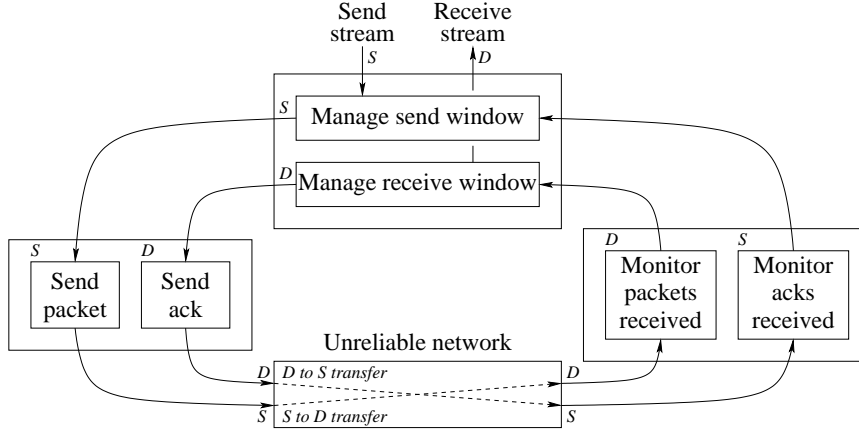 Send
stream
Receive
stream
S
D
S
Manage send window
D
Manage receive window
S
Send
packet
D
Send
ack
D
Monitor
packets
received
S
Monitor
acks
received
Unreliable network
D
D to S transfer
D
S
S to D transfer
S